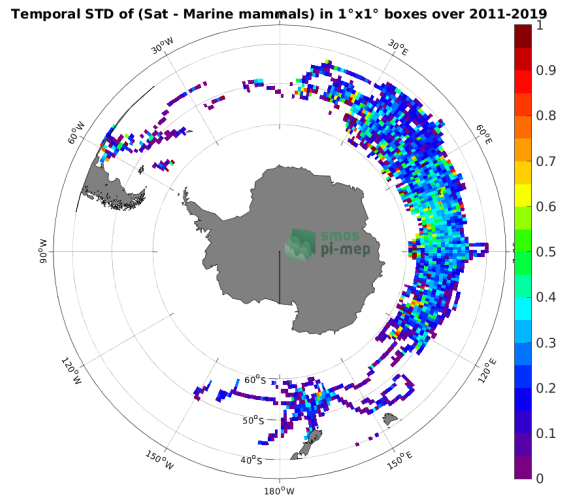 Temporal STD of (Sat - Marine mammals) in 1°x1° boxes over 2011-2019
30°W
30°E
60°W
60°E
90°W
120°W
120°E
150°W
150°E
180°W
60°S
50°S
40°S
smos
pi-mep
1
0.9
0.8
0.7
0.6
0.5
0.4
0.3
0.2
0.1
0